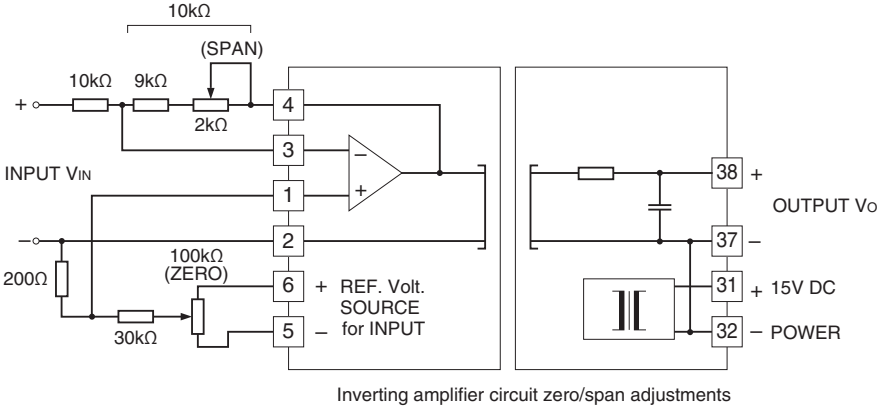 10kΩ
(SPAN)
10kΩ 9kΩ
2kΩ
+ 4
3 −
INPUT VIN
1 +
− 2
200Ω
100kΩ
(ZERO)
30kΩ
6 + REF. Volt.
SOURCE
5 − for INPUT
38 +
OUTPUT Vo
37 −
31 + 15V DC
32 − POWER
Inverting amplifier circuit zero/span adjustments